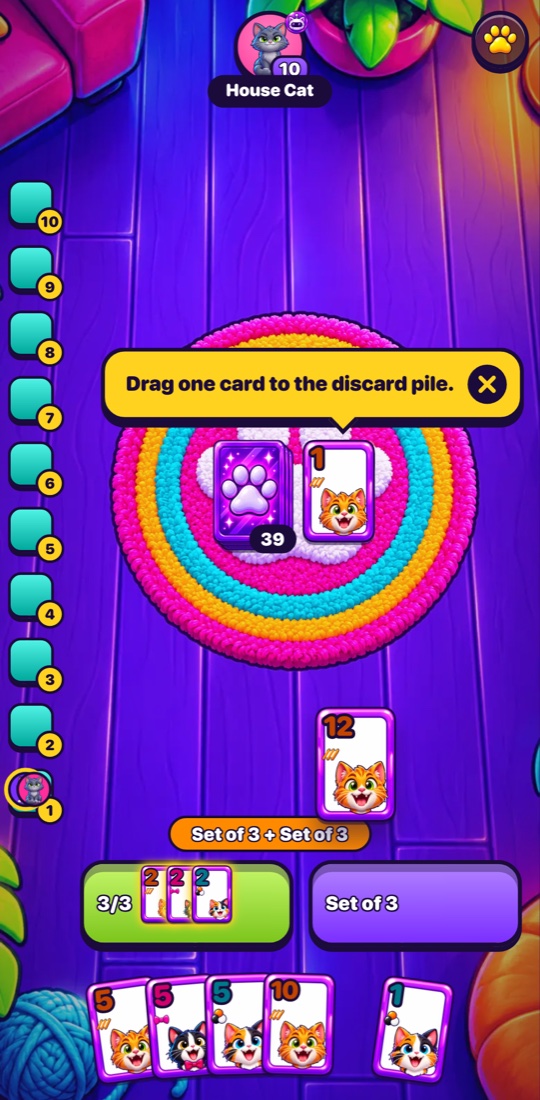 10
House Cat
10
9
8
7
6
5
4
3
2
1
Drag one card to the discard pile.
1
39
12
Set of 3 + Set of 3
3/3
2 2 2
Set of 3
5 5 5 10 1